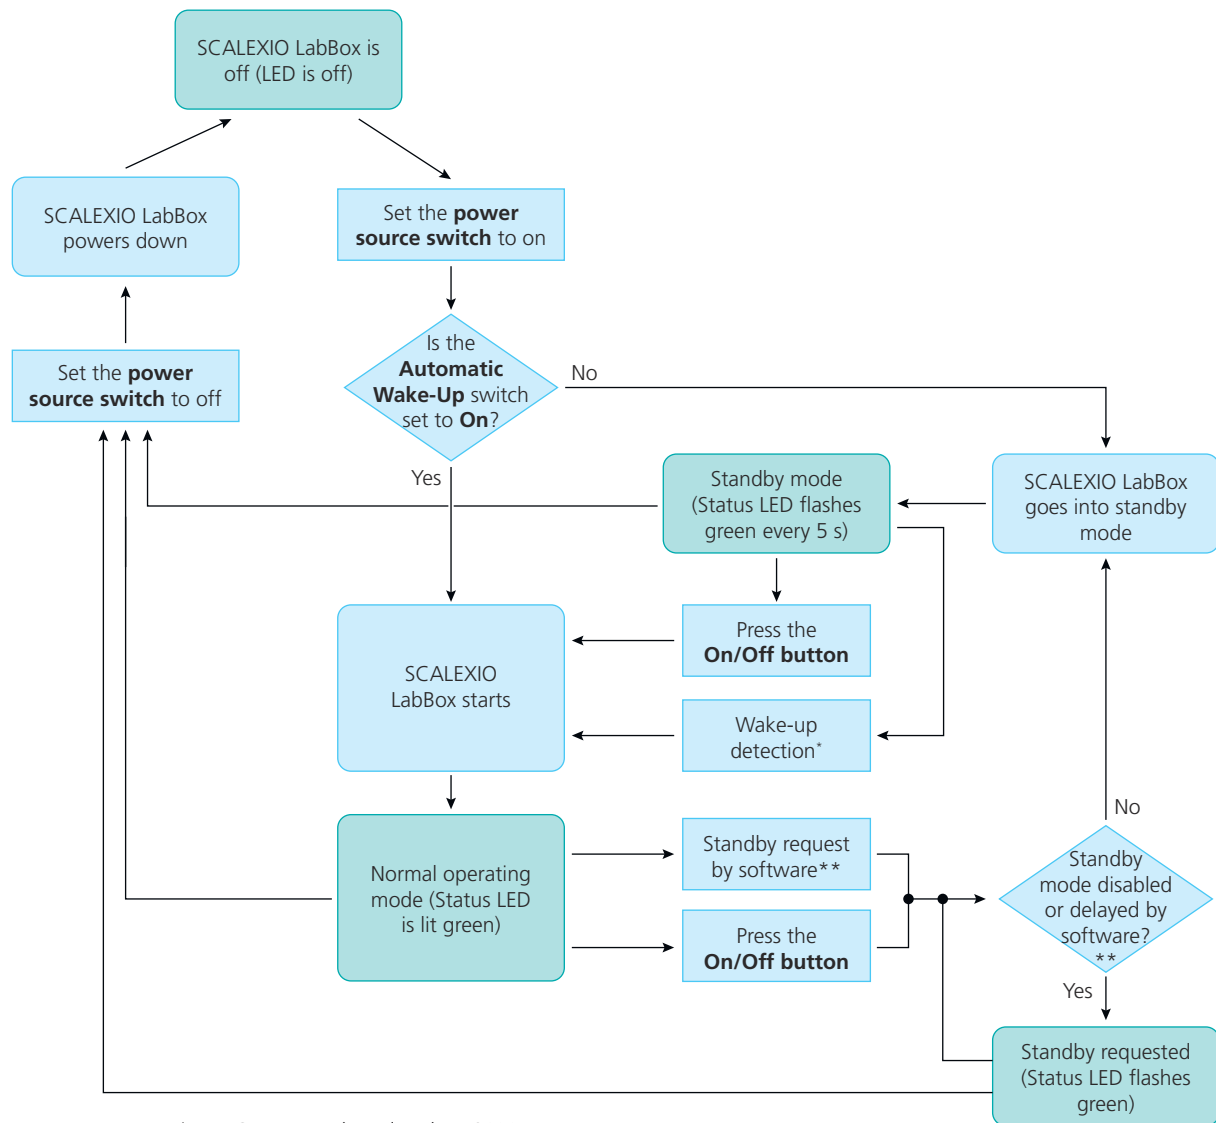 SCALEXIO LabBox is
off (LED is off)
SCALEXIO LabBox
powers down
Set the power
source switch to on
Set the power
source switch to off
Is the
Automatic
Wake-Up switch
set to On?
No
Yes
Standby mode
(Status LED flashes
green every 5 s)
SCALEXIO LabBox
goes into standby
mode
Press the
On/Off button
SCALEXIO
LabBox starts
Wake-up
detection*
No
Normal operating
mode (Status LED
is lit green)
Standby request
by software**
Press the
On/Off button
Standby
mode disabled
or delayed by
software?
**
Yes
Standby requested
(Status LED flashes
green)